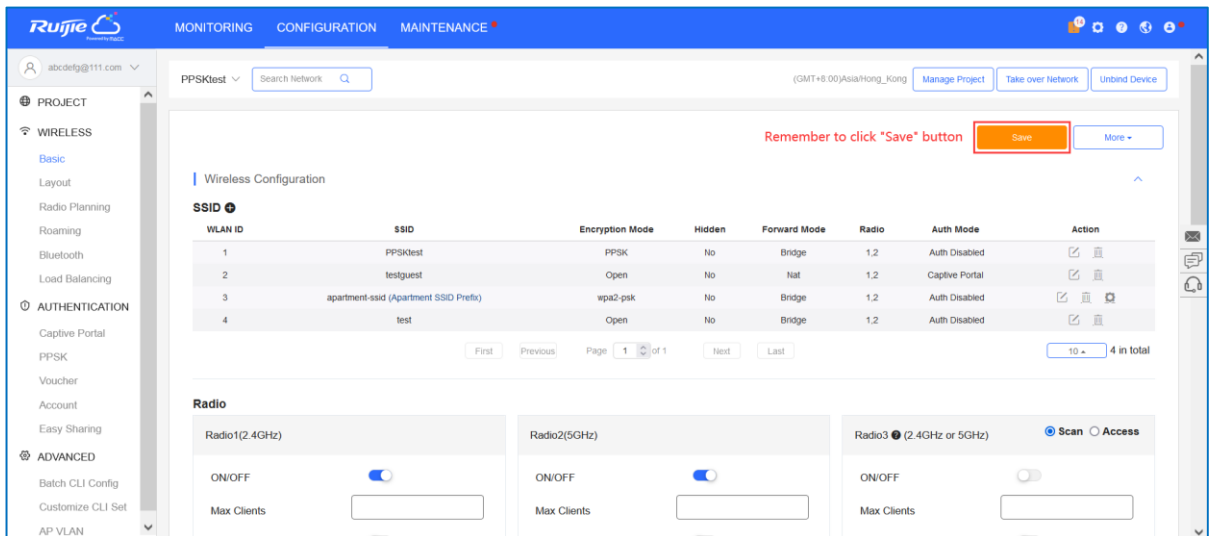 Ruijie
Powered by macc
MONITORING CONFIGURATION MAINTENANCE
14
abcdefg@111.com
PPSKtest
Search Network
(GMT+8:00)Asia/Hong_Kong
Manage Project
Take over Network
Unbind Device
PROJECT
WIRELESS
Basic
Layout
Radio Planning
Roaming
Bluetooth
Load Balancing
AUTHENTICATION
Captive Portal
PPSK
Voucher
Account
Easy Sharing
ADVANCED
Batch CLI Config
Customize CLI Set
AP VLAN
Remember to click "Save" button
Save
More
Wireless Configuration
SSID
WLAN ID SSID Encryption Mode Hidden Forward Mode Radio Auth Mode Action
1 PPSKtest PPSK No Bridge 1,2 Auth Disabled
2 testguest Open No Nat 1,2 Captive Portal
3 apartment-ssid (Apartment SSID Prefix) wpa2-psk No Bridge 1,2 Auth Disabled
4 test Open No Bridge 1,2 Auth Disabled
First Previous Page 1 of 1 Next Last 10 4 in total
Radio
Radio1(2.4GHz) Radio2(5GHz) Radio3 (2.4GHz or 5GHz) Scan Access
ON/OFF ON/OFF ON/OFF
Max Clients Max Clients Max Clients